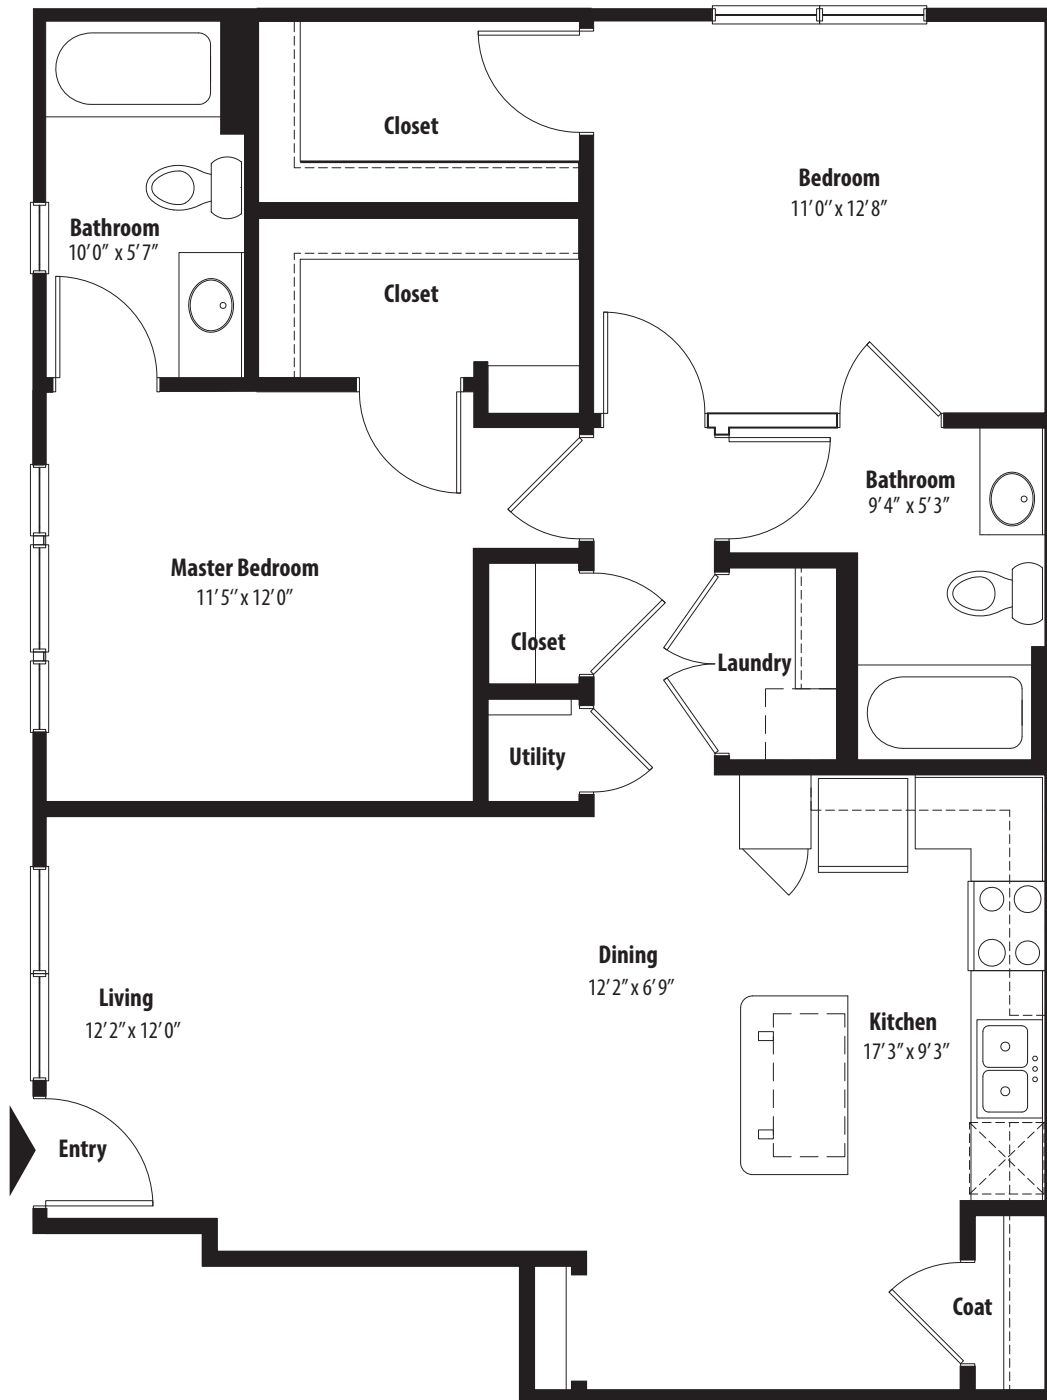 Closet
Bedroom
11'0" x 12'8"
Bathroom
10'0" x 5'7"
Closet
Bathroom
9'4" x 5'3"
Master Bedroom
11'5" x 12'0"
Closet
Laundry
Utility
Dining
12'2" x 6'9"
Living
12'2" x 12'0"
Kitchen
17'3" x 9'3"
Entry
Coat